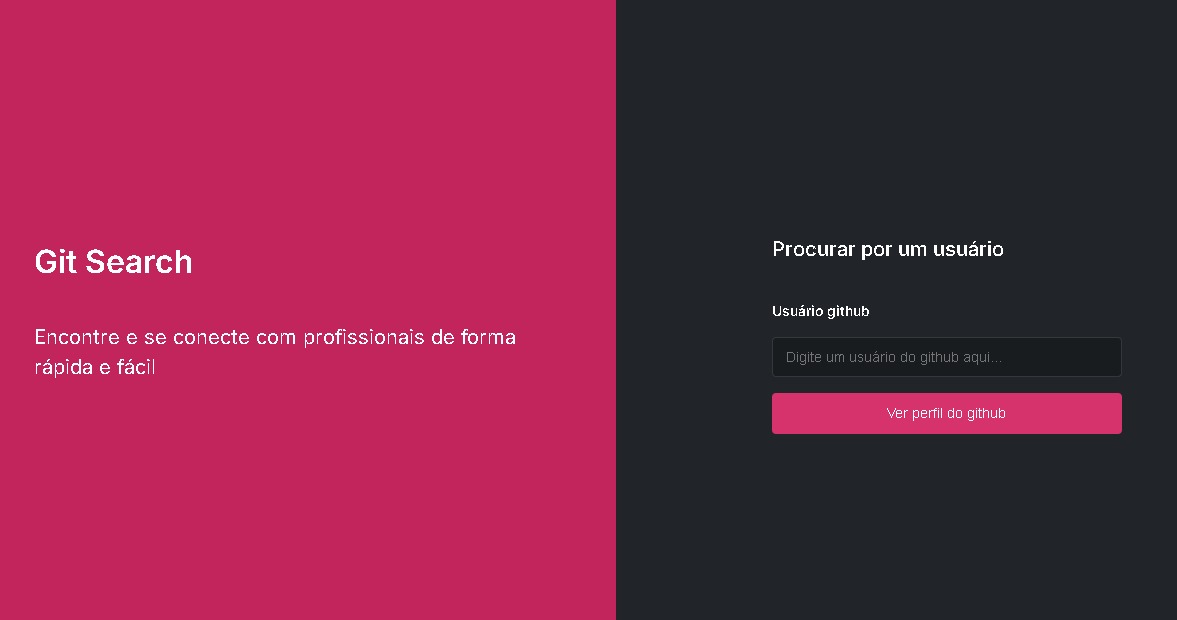 Git Search
Encontre e se conecte com profissionais de forma
rápida e fácil
Procurar por um usuário
Usuário github
Digite um usuário do github aqui...
Ver perfil do github